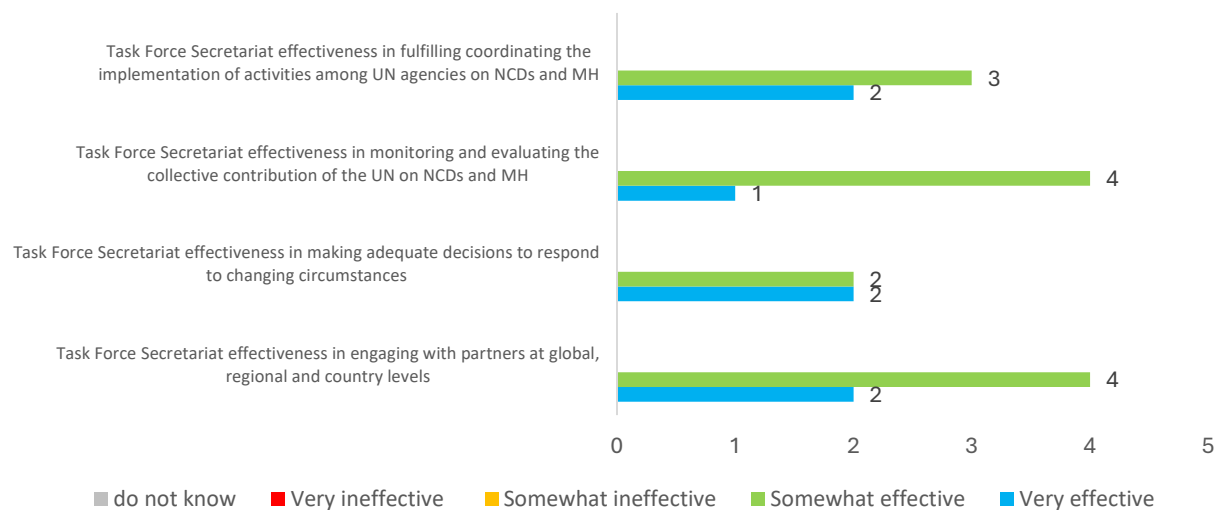 Task Force Secretariat effectiveness in fulfilling coordinating the
implementation of activities among UN agencies on NCDs and MH
3
2
Task Force Secretariat effectiveness in monitoring and evaluating the
collective contribution of the UN on NCDs and MH
4
1
Task Force Secretariat effectiveness in making adequate decisions to respond
to changing circumstances
2
2
Task Force Secretariat effectiveness in engaging with partners at global,
regional and country levels
4
2
0 1 2 3 4 5
do not know Very ineffective Somewhat ineffective Somewhat effective Very effective